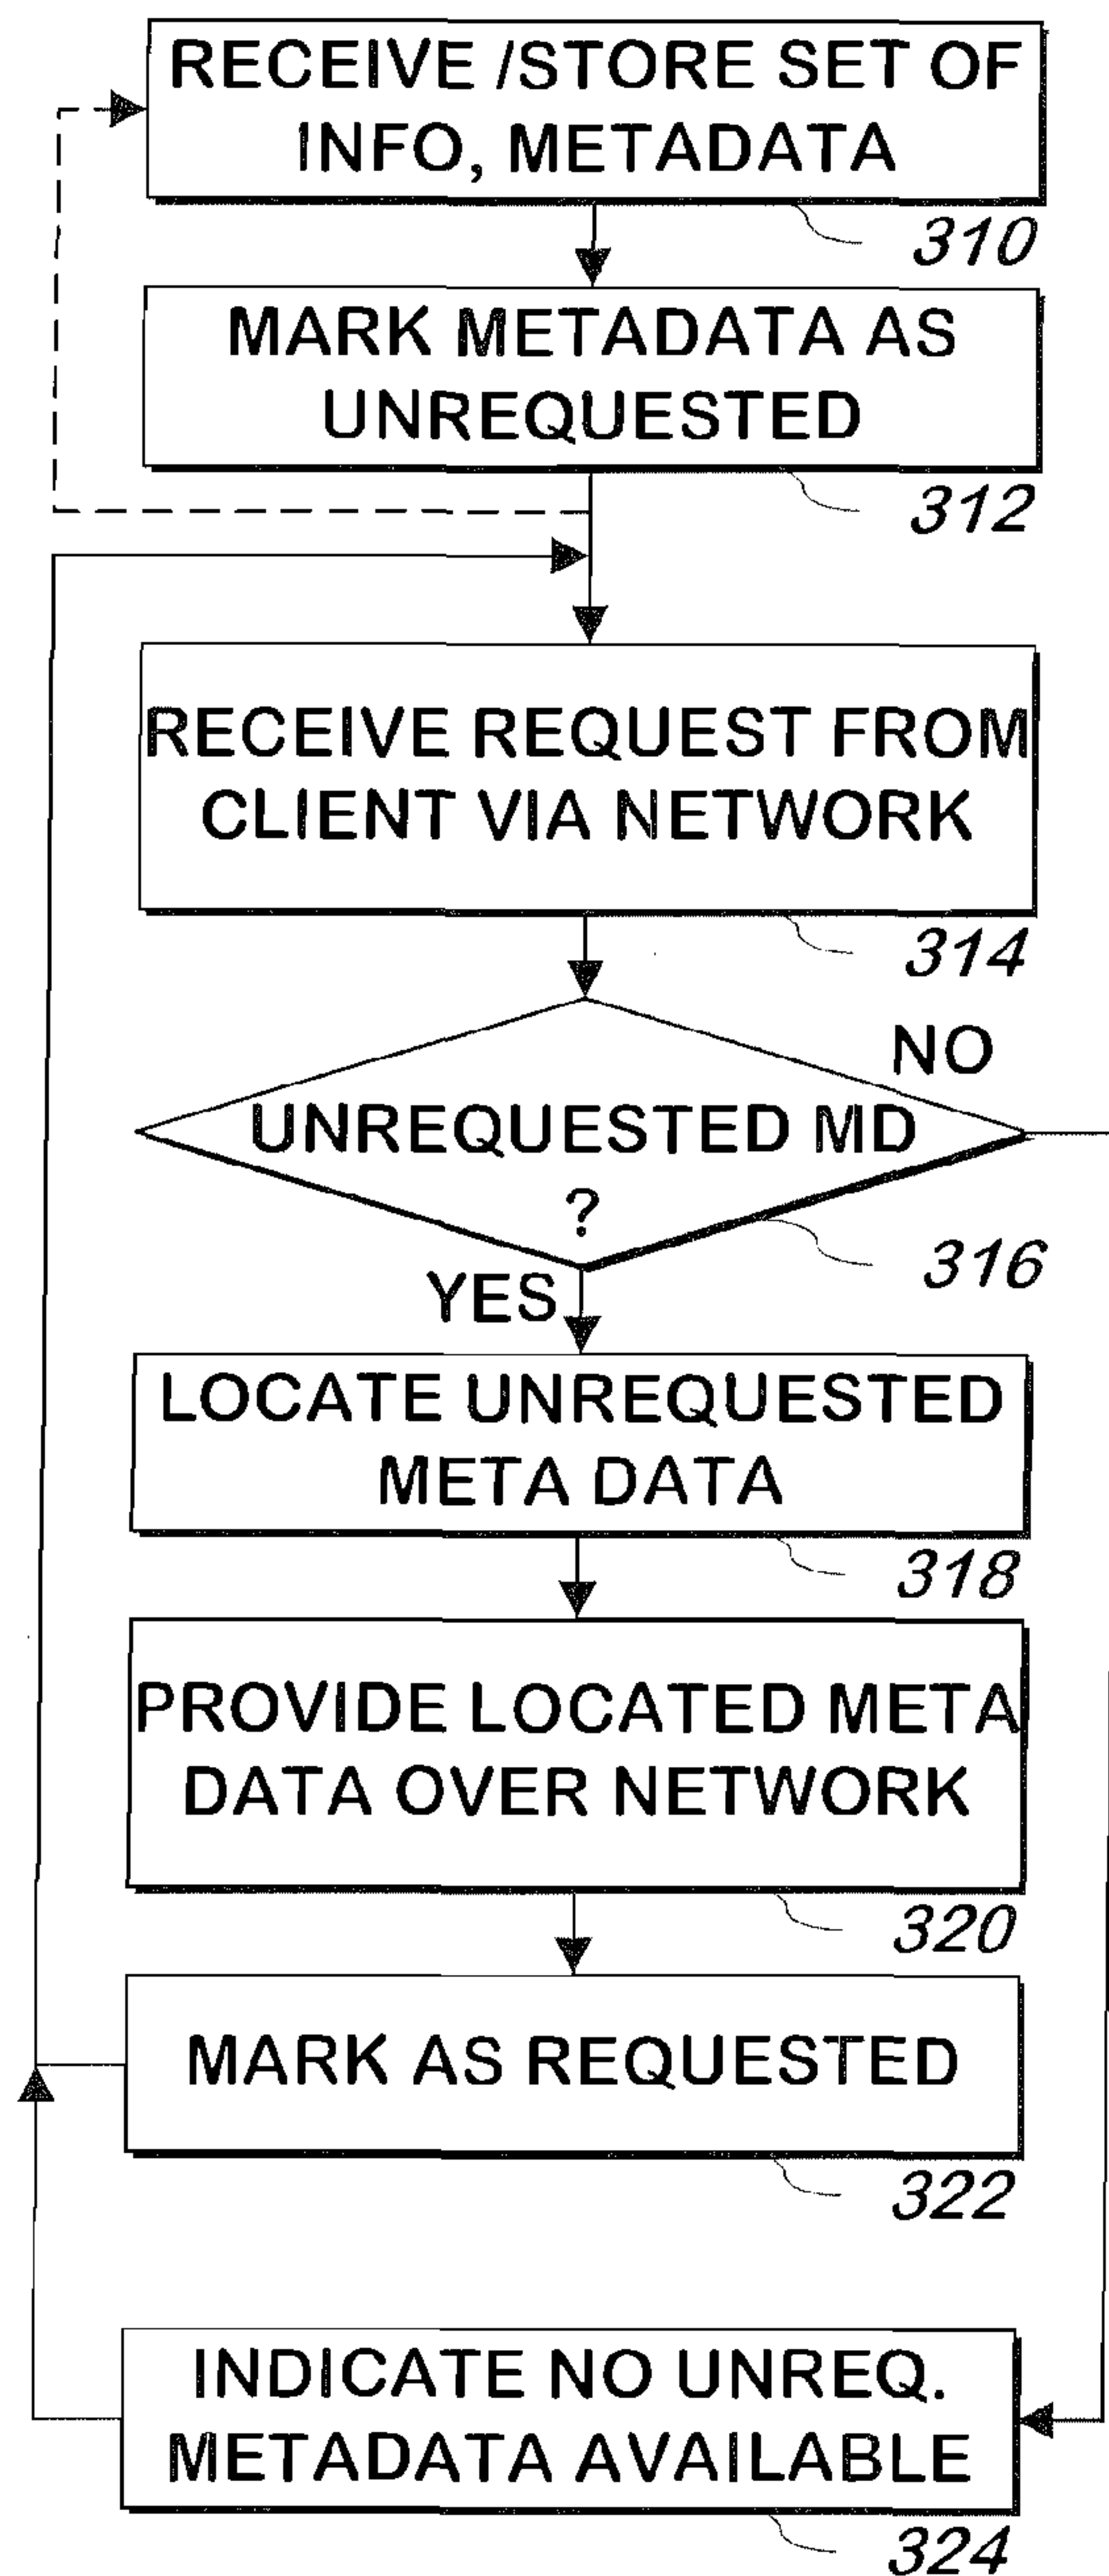 RECEIVE /STORE SET OF
INFO, METADATA
310
MARK METADATA AS
UNREQUESTED
312
RECEIVE REQUEST FROM
CLIENT VIA NETWORK
314
NO
UNREQUESTED MD
?
316
YES
LOCATE UNREQUESTED
META DATA
318
PROVIDE LOCATED META
DATA OVER NETWORK
320
MARK AS REQUESTED
322
INDICATE NO UNREQ.
METADATA AVAILABLE
324